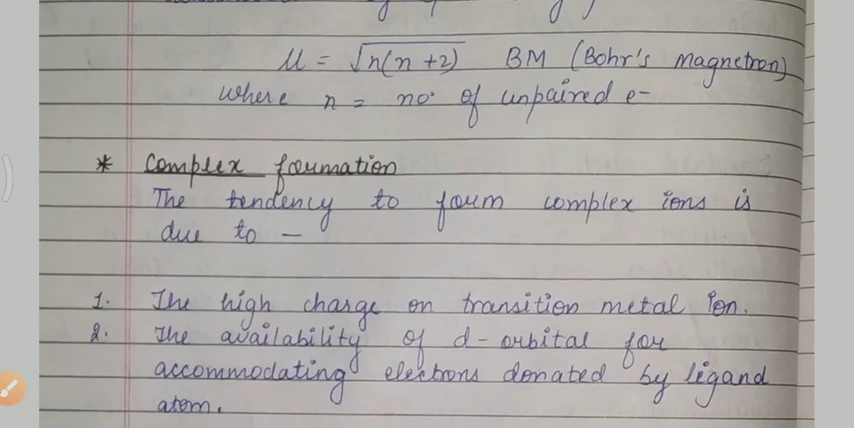 μ = √n(n+2) BM (Bohr's magnetron)
where n = no. of unpaired e-
* Complex formation
The tendency to form complex ions is
due to –
1. The high charge on transition metal ion.
2. The availability of d-orbital for
accommodating electrons donated by ligand
atom.